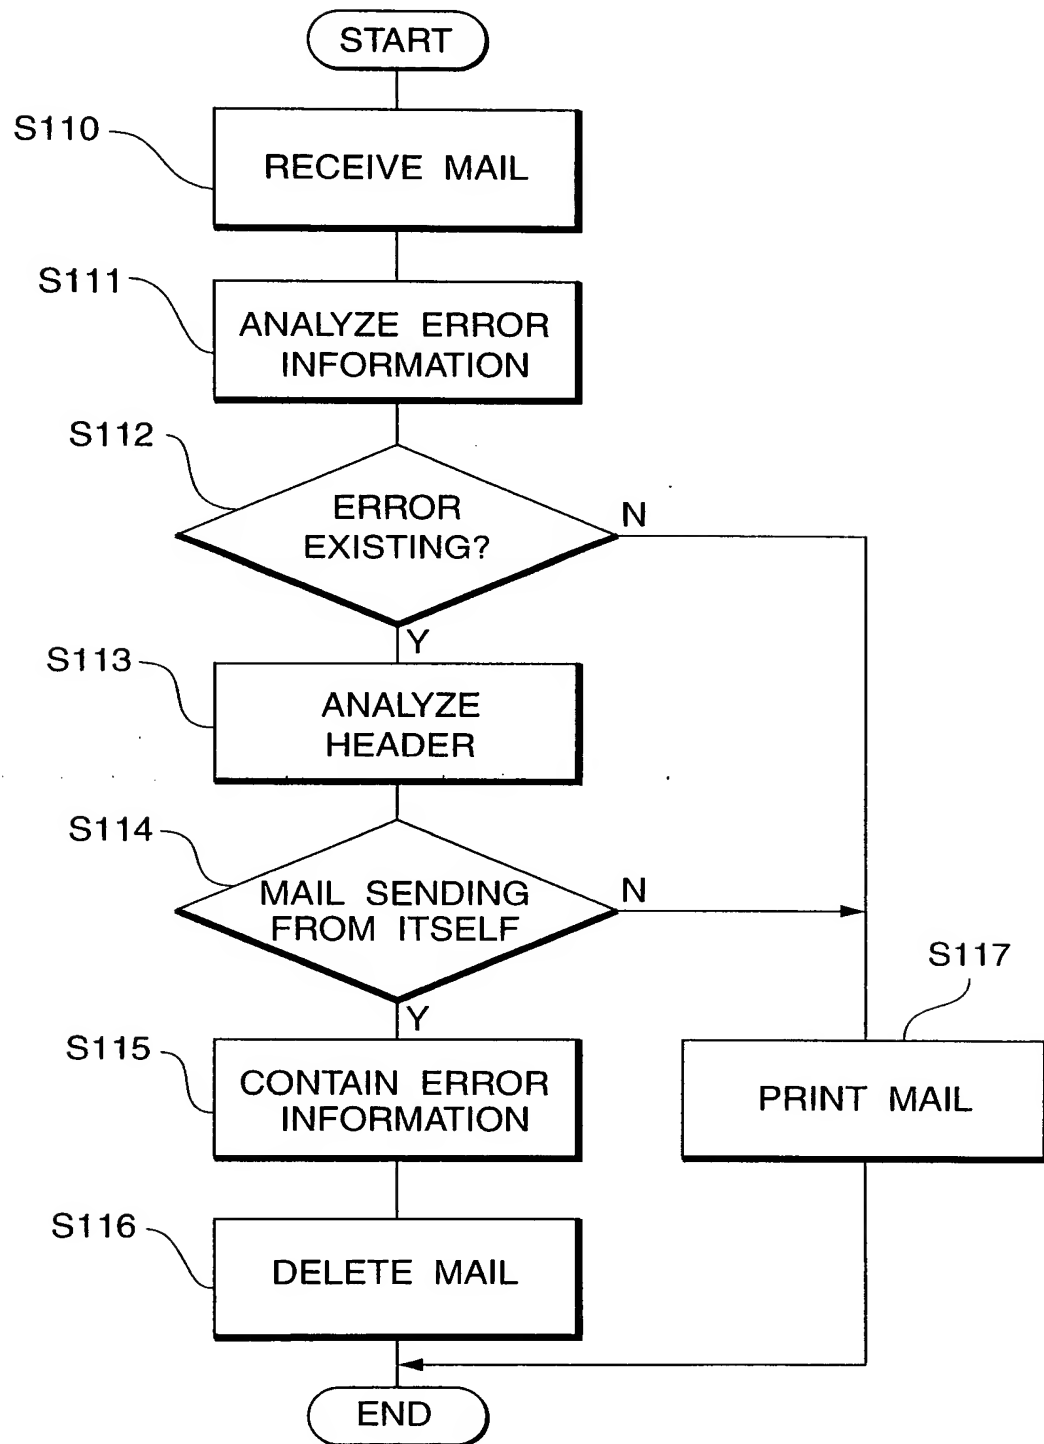 START
S110
RECEIVE MAIL
S111
ANALYZE ERROR
INFORMATION
S112
ERROR
EXISTING?
N
Y
S113
ANALYZE
HEADER
S114
MAIL SENDING
FROM ITSELF
N
Y
S117
S115
CONTAIN ERROR
INFORMATION
PRINT MAIL
S116
DELETE MAIL
END